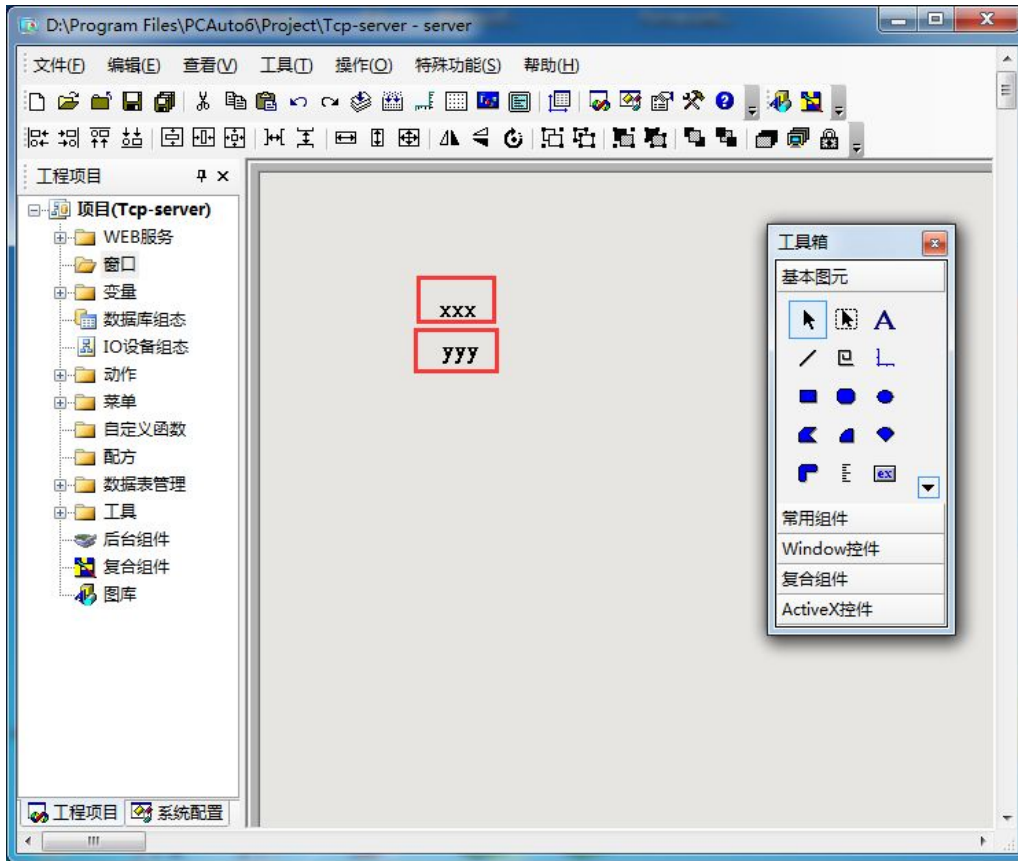 D:\Program Files\PCAuto6\Project\Tcp-server - server
文件(F) 编辑(E) 查看(V) 工具(T) 操作(O) 特殊功能(S) 帮助(H)
工程项目
项目(Tcp-server)
WEB服务
窗口
变量
数据库组态
IO设备组态
动作
菜单
自定义函数
配方
数据表管理
工具
后台组件
复合组件
图库
工程项目 系统配置
xxx
yyy
工具箱
基本图元
A
ex
常用组件
Window控件
复合组件
ActiveX控件